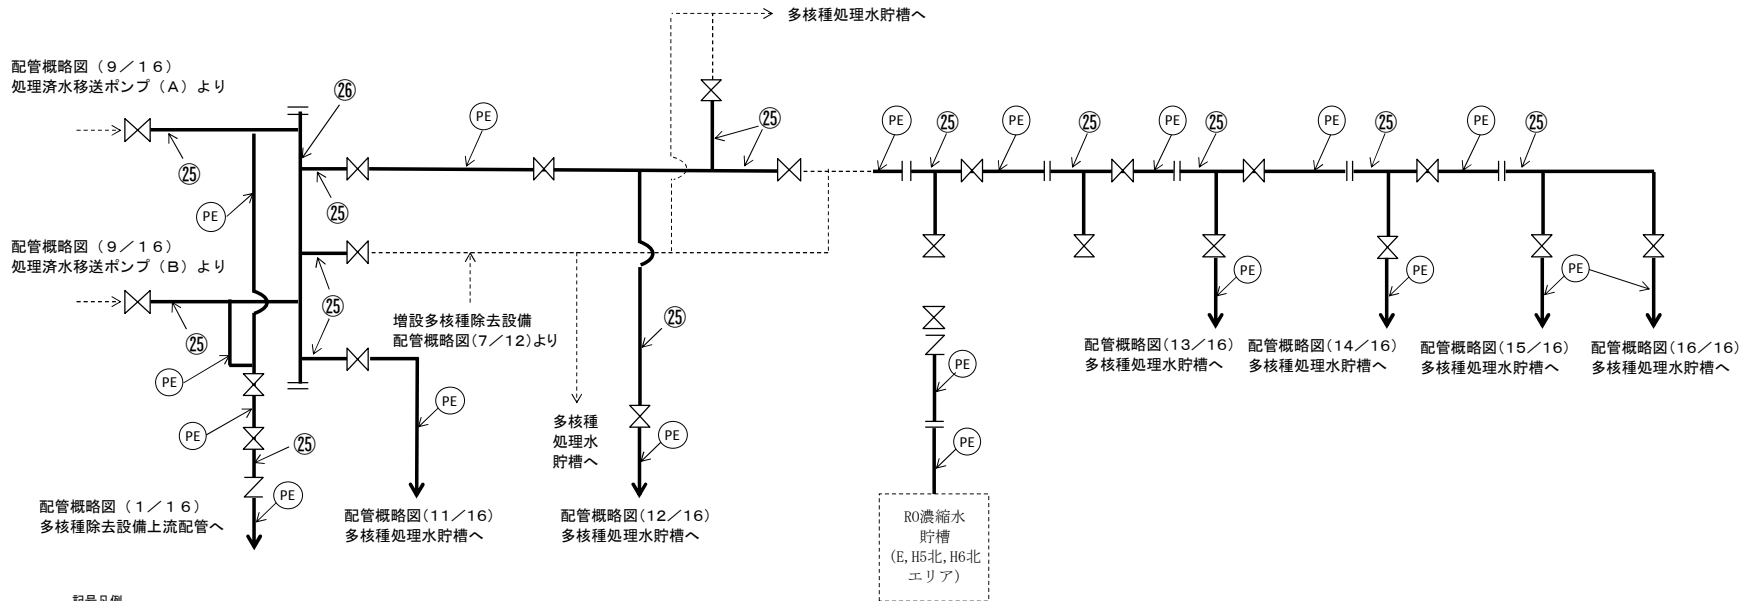 多核種処理水貯槽へ
配管概略図（９／１６）
処理済水移送ポンプ（Ａ）より
㉖
PE
㉕
㉕
PE
㉕
PE
㉕
PE
㉕
PE
㉕
PE
㉕
㉕
㉕
PE
配管概略図（９／１６）
処理済水移送ポンプ（Ｂ）より
㉕
㉕
PE
PE
PE
㉕
増設多核種除去設備
配管概略図(７／１２)より
㉕
PE
配管概略図(１３／１６)
多核種処理水貯槽へ
配管概略図(１４／１６)
多核種処理水貯槽へ
配管概略図(１５／１６)
多核種処理水貯槽へ
配管概略図(１６／１６)
多核種処理水貯槽へ
PE
PE
PE
㉕
多核種
処理水
貯槽へ
PE
PE
PE
配管概略図（１／１６）
多核種除去設備上流配管へ
配管概略図(１１／１６)
多核種処理水貯槽へ
配管概略図(１２／１６)
多核種処理水貯槽へ
RO濃縮水
貯槽
(E,H5北,H6北
エリア)